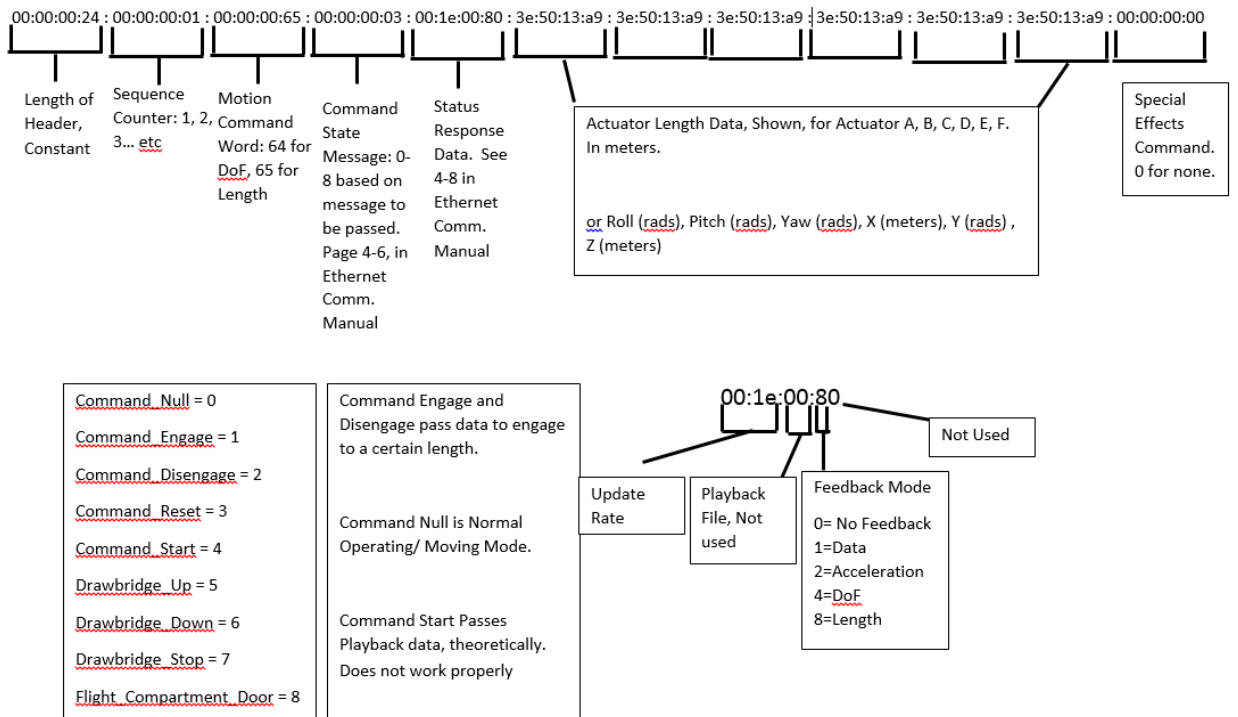 00:00:00:24 : 00:00:00:01 : 00:00:00:65 : 00:00:00:03 : 00:1e:00:80 : 3e:50:13:a9 : 3e:50:13:a9 : 3e:50:13:a9 : 3e:50:13:a9 : 3e:50:13:a9 : 3e:50:13:a9 : 00:00:00:00
Length of
Header,
Constant
Sequence
Counter: 1, 2,
3... etc
Motion
Command
Word: 64 for
DoF, 65 for
Length
Command
State
Message: 0-
8 based on
message to
be passed.
Page 4-6, in
Ethernet
Comm.
Manual
Status
Response
Data. See
4-8 in
Ethernet
Comm.
Manual
Actuator Length Data, Shown, for Actuator A, B, C, D, E, F.
In meters.
or Roll (rads), Pitch (rads), Yaw (rads), X (meters), Y (rads) ,
Z (meters)
Special
Effects
Command.
0 for none.
Command_Null = 0
Command_Engage = 1
Command_Disengage = 2
Command_Reset = 3
Command_Start = 4
Drawbridge_Up = 5
Drawbridge_Down = 6
Drawbridge_Stop = 7
Flight_Compartment_Door = 8
Command Engage and
Disengage pass data to engage
to a certain length.
Command Null is Normal
Operating/ Moving Mode.
Command Start Passes
Playback data, theoretically.
Does not work properly
00:1e:00:80
Not Used
Update
Rate
Playback
File, Not
used
Feedback Mode
0= No Feedback
1=Data
2=Acceleration
4=DoF
8=Length